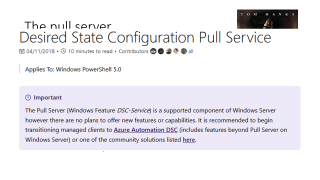 TOM HANKS
The pull server
Desired State Configuration Pull Service
04/11/2018 • 10 minutes to read • Contributors all
Applies To: Windows PowerShell 5.0
Important
The Pull Server (Windows Feature DSC-Service) is a supported component of Windows Server
however there are no plans to offer new features or capabilities. It is recommended to begin
transitioning managed clients to Azure Automation DSC (includes features beyond Pull Server on
Windows Server) or one of the community solutions listed here.